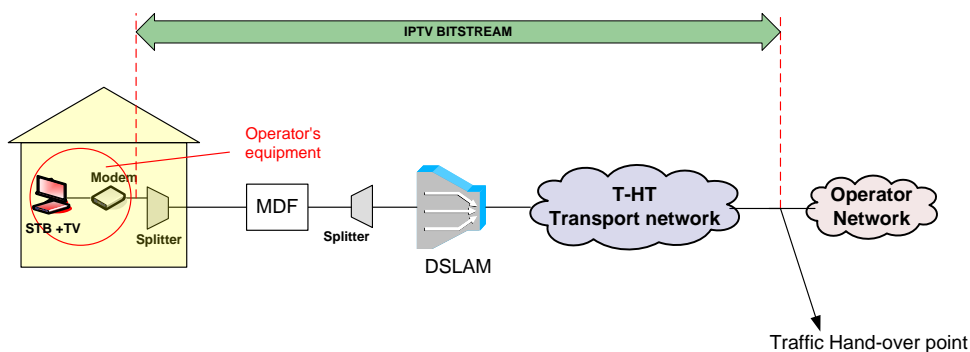 IPTV BITSTREAM
Operator's
equipment
Modem
STB +TV
Splitter
MDF
Splitter
DSLAM
T-HT
Transport network
Operator
Network
Traffic Hand-over point